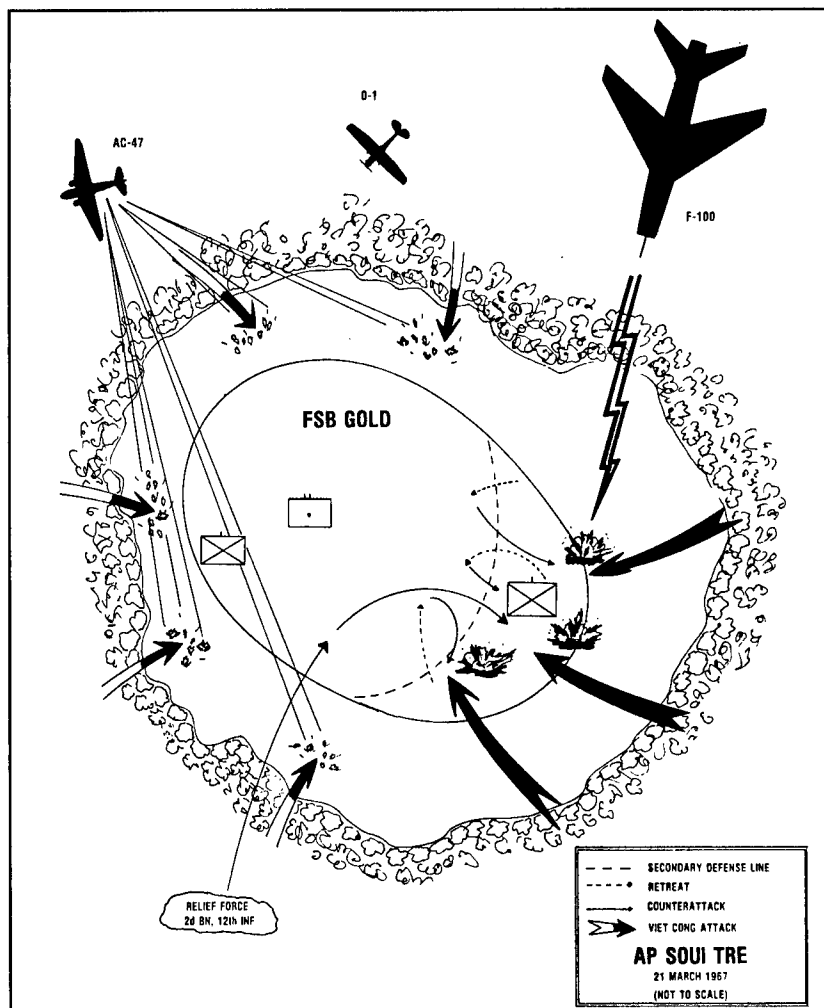 O-1
AC-47
F-100
FSB GOLD
RELIEF FORCE
2d BN, 12th INF
SECONDARY DEFENSE LINE
RETREAT
COUNTERATTACK
VIET CONG ATTACK
AP SOUI TRE
21 MARCH 1967
(NOT TO SCALE)